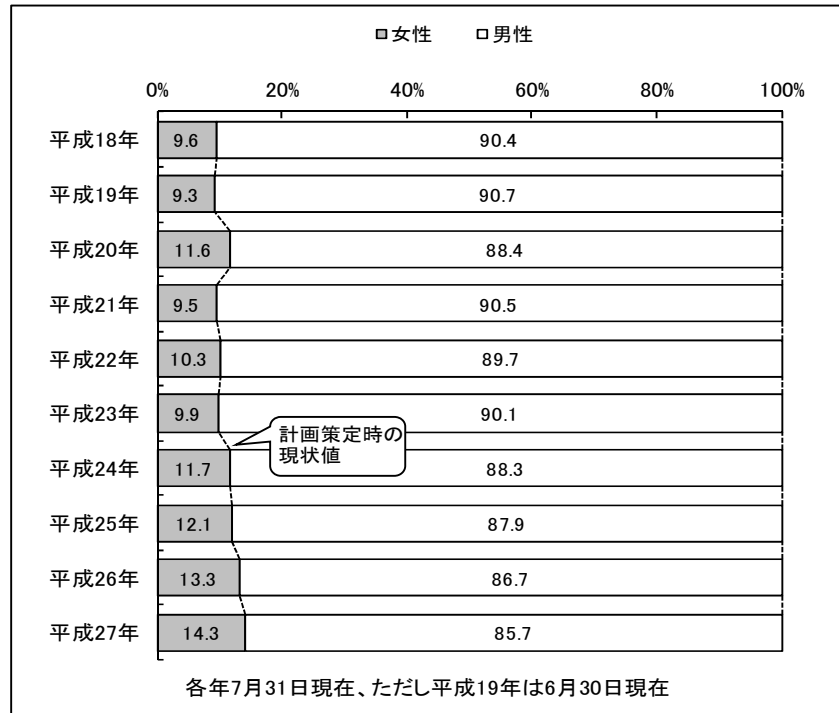 女性 男性
0% 20% 40% 60% 80% 100%
平成18年 9.6 90.4
平成19年 9.3 90.7
平成20年 11.6 88.4
平成21年 9.5 90.5
平成22年 10.3 89.7
平成23年 9.9 90.1
計画策定時の
現状値
平成24年 11.7 88.3
平成25年 12.1 87.9
平成26年 13.3 86.7
平成27年 14.3 85.7
各年7月31日現在、ただし平成19年は6月30日現在